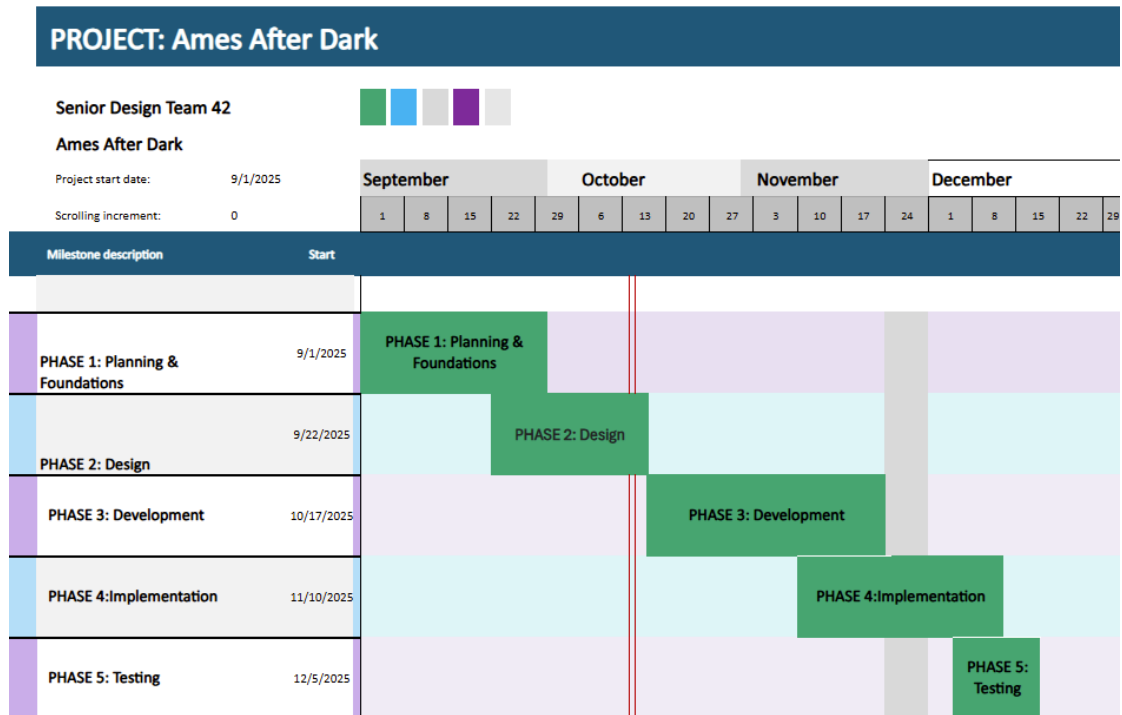 PROJECT: Ames After Dark
Senior Design Team 42
Ames After Dark
Project start date: 9/1/2025
September October November December
Scrolling increment: 0
1 8 15 22 29 6 13 20 27 3 10 17 24 1 8 15 22 29
Milestone description Start
PHASE 1: Planning &
Foundations
9/1/2025
PHASE 1: Planning &
Foundations
PHASE 2: Design
9/22/2025
PHASE 2: Design
PHASE 3: Development
10/17/2025
PHASE 3: Development
PHASE 4:Implementation
11/10/2025
PHASE 4:Implementation
PHASE 5: Testing
12/5/2025
PHASE 5:
Testing